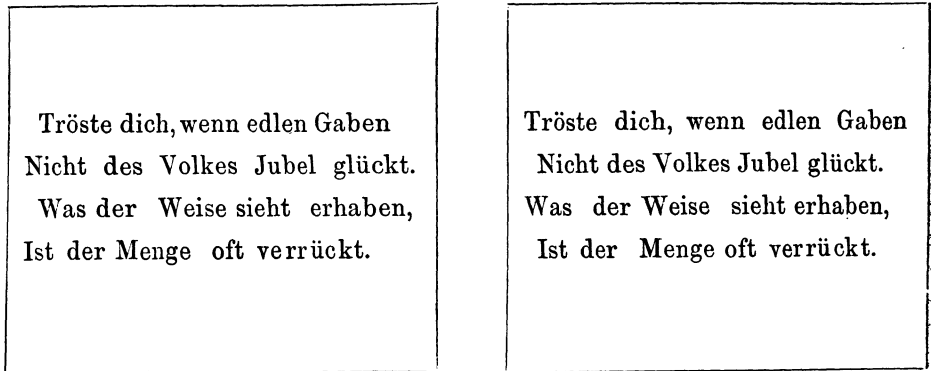 Tröste dich, wenn edlen Gaben
Nicht des Volkes Jubel glückt.
Was der Weise sieht erhaben,
Ist der Menge oft verrückt.
Tröste dich, wenn edlen Gaben
Nicht des Volkes Jubel glückt.
Was der Weise sieht erhaben,
Ist der Menge oft verrückt.